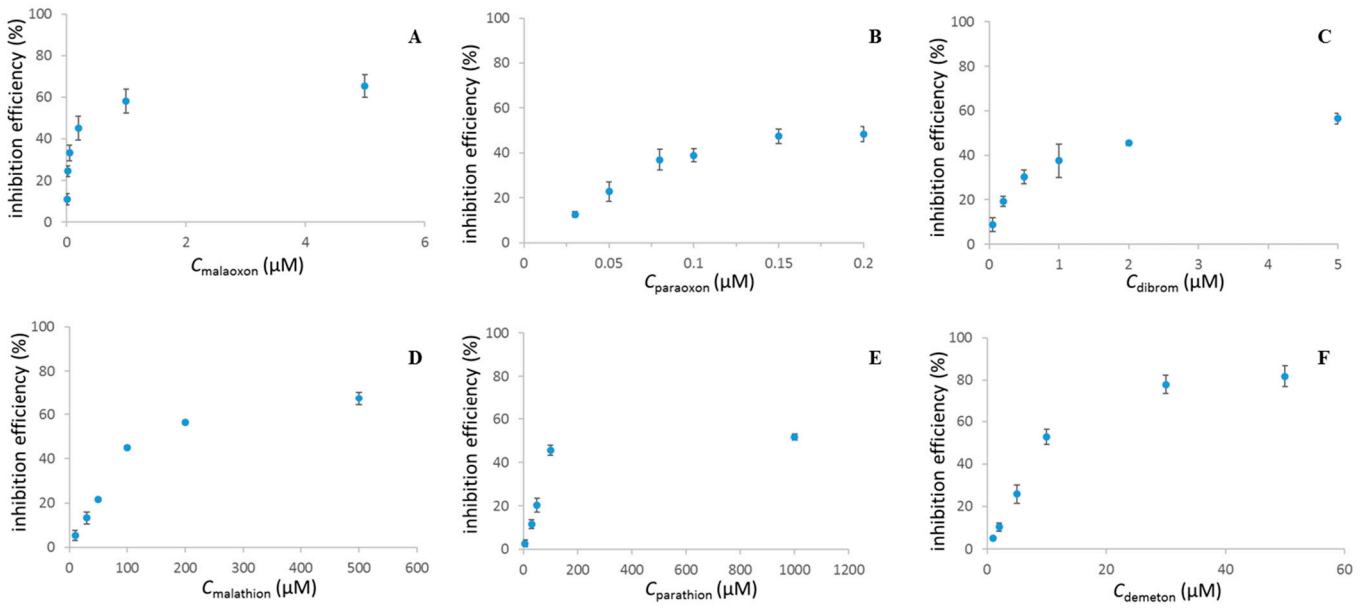 A
inhibition efficiency (%)
100
80
60
40
20
0
0 2 4 6
Cmalaoxon (µM)
B
inhibition efficiency (%)
100
80
60
40
20
0
0.05 0.1 0.15 0.2
Cparaoxon (µM)
C
inhibition efficiency (%)
100
80
60
40
20
0
0 1 2 3 4 5
Cdibrom (µM)
D
inhibition efficiency (%)
100
80
60
40
20
0
0 100 200 300 400 500 600
Cmalathion (µM)
E
inhibition efficiency (%)
100
80
60
40
20
0
0 200 400 600 800 1000 1200
Cparathion (µM)
F
inhibition efficiency (%)
100
80
60
40
20
0
0 20 40 60
Cdemeton (µM)